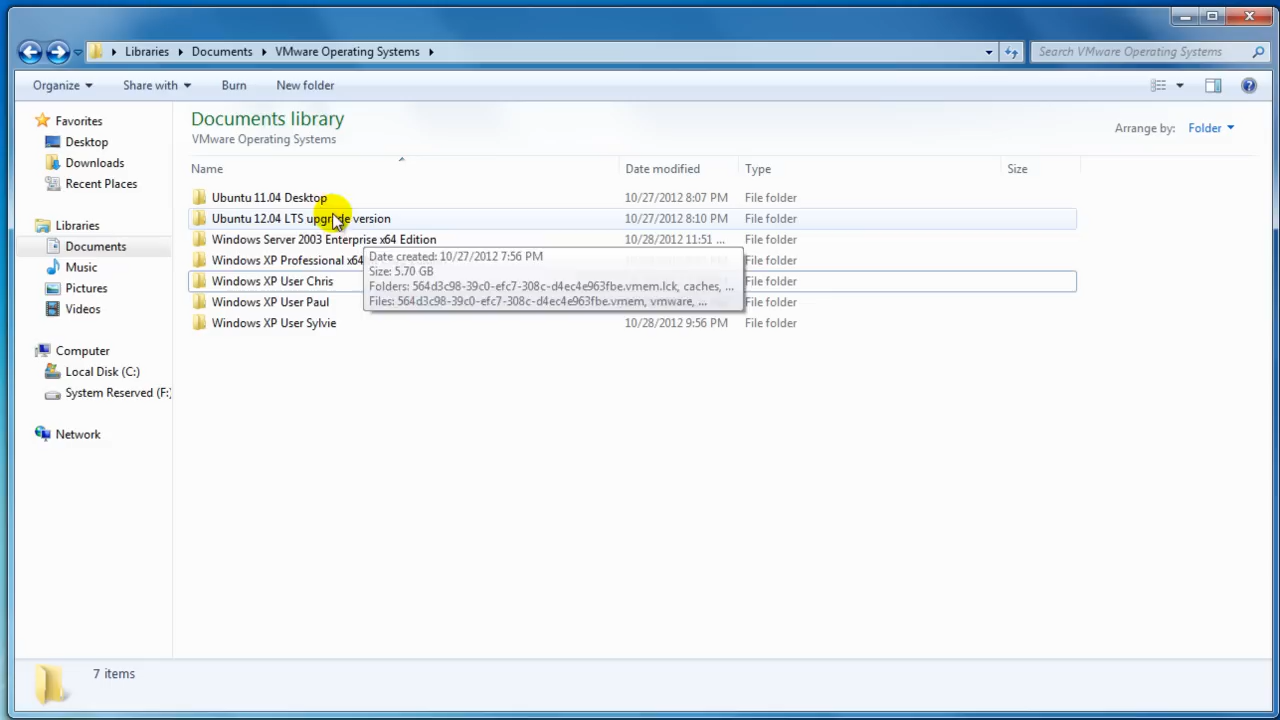 Libraries Documents VMware Operating Systems
Search VMware Operating Systems
Organize Share with Burn New folder
Favorites
Desktop
Downloads
Recent Places
Libraries
Documents
Music
Pictures
Videos
Computer
Local Disk (C:)
System Reserved (F:)
Network
Documents library
VMware Operating Systems
Arrange by: Folder
Name Date modified Type Size
Ubuntu 11.04 Desktop 10/27/2012 8:07 PM File folder
Ubuntu 12.04 LTS upgrade version 10/27/2012 8:10 PM File folder
Windows Server 2003 Enterprise x64 Edition 10/28/2012 11:51 ... File folder
Windows XP Professional x64 File folder
Windows XP User Chris File folder
Windows XP User Paul File folder
Windows XP User Sylvie 10/28/2012 9:56 PM File folder
Date created: 10/27/2012 7:56 PM
Size: 5.70 GB
Folders: 564d3c98-39c0-efc7-308c-d4ec4e963fbe.vmem.lck, caches, ...
Files: 564d3c98-39c0-efc7-308c-d4ec4e963fbe.vmem, vmware, ...
7 items